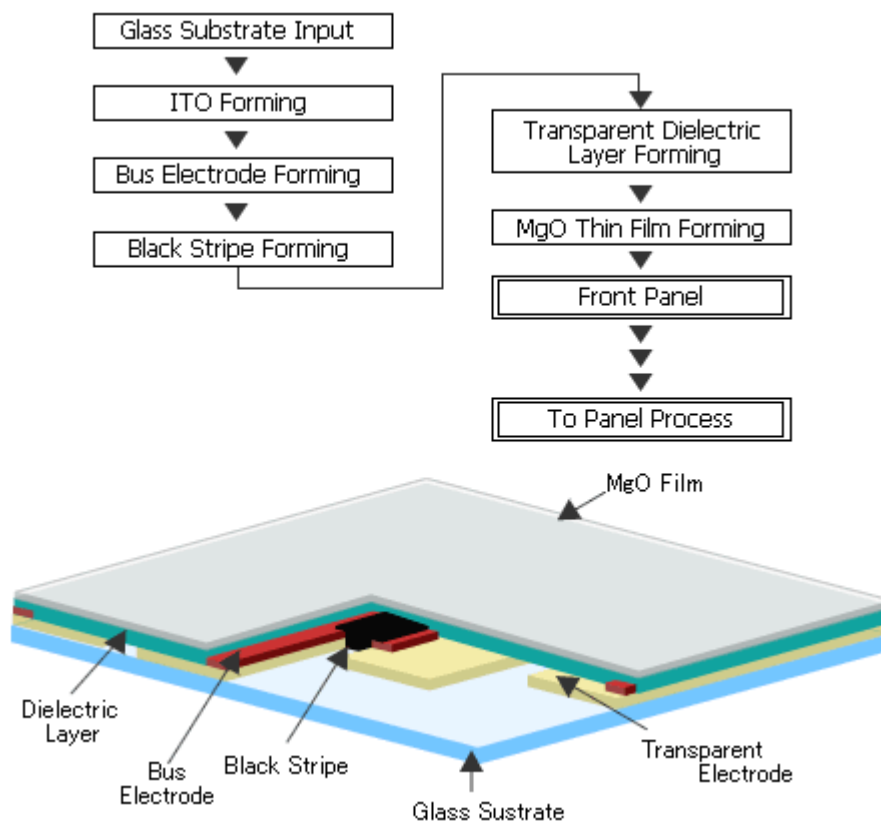 Glass Substrate Input
ITO Forming
Bus Electrode Forming
Black Stripe Forming
Transparent Dielectric
Layer Forming
MgO Thin Film Forming
Front Panel
To Panel Process
MgO Film
Dielectric
Layer
Bus
Electrode
Black Stripe
Glass Sustrate
Transparent
Electrode